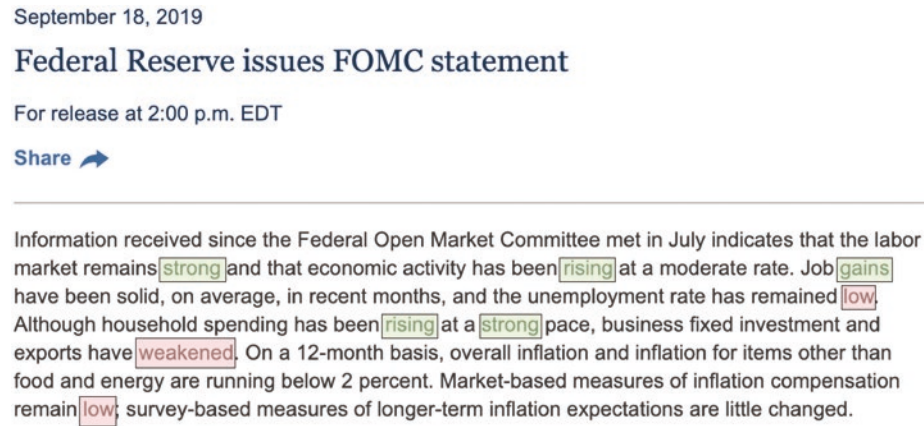 September 18, 2019
Federal Reserve issues FOMC statement
For release at 2:00 p.m. EDT
Share
Information received since the Federal Open Market Committee met in July indicates that the labor
market remains strong and that economic activity has been rising at a moderate rate. Job gains
have been solid, on average, in recent months, and the unemployment rate has remained low.
Although household spending has been rising at a strong pace, business fixed investment and
exports have weakened. On a 12-month basis, overall inflation and inflation for items other than
food and energy are running below 2 percent. Market-based measures of inflation compensation
remain low; survey-based measures of longer-term inflation expectations are little changed.